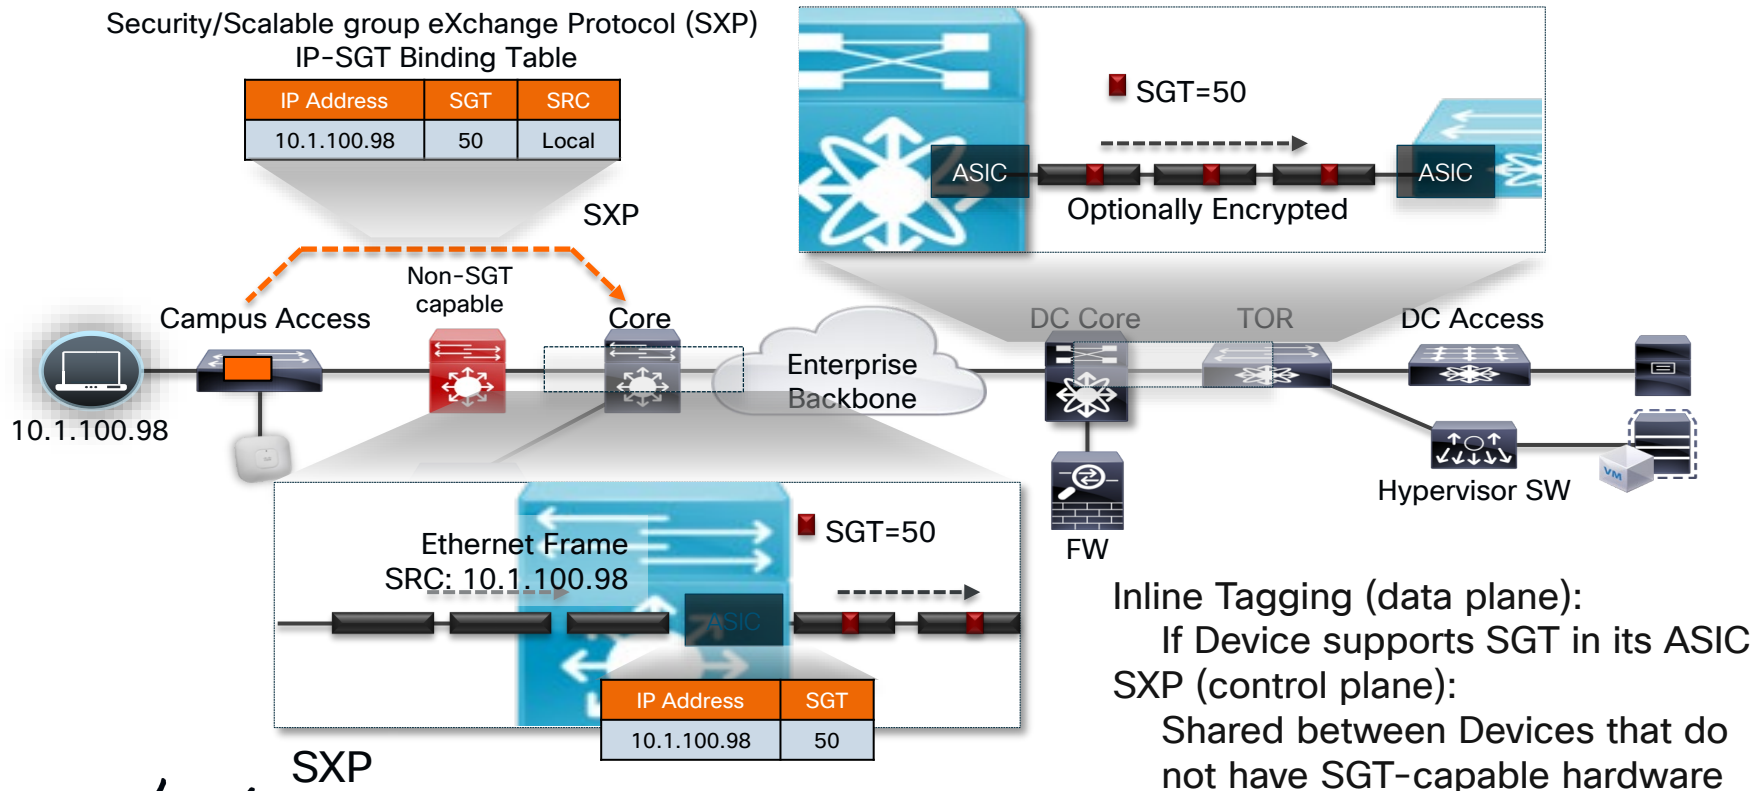 Security/Scalable group eXchange Protocol (SXP)
IP-SGT Binding Table
IP Address SGT SRC
10.1.100.98 50 Local
SXP
SGT=50
ASIC
ASIC
Optionally Encrypted
Non-SGT
capable
Campus Access
Core
Enterprise
Backbone
DC Core
TOR
DC Access
10.1.100.98
VM
Hypervisor SW
FW
Ethernet Frame
SRC: 10.1.100.98
SGT=50
ASIC
IP Address SGT
10.1.100.98 50
SXP
Inline Tagging (data plane):
If Device supports SGT in its ASIC
SXP (control plane):
Shared between Devices that do
not have SGT-capable hardware